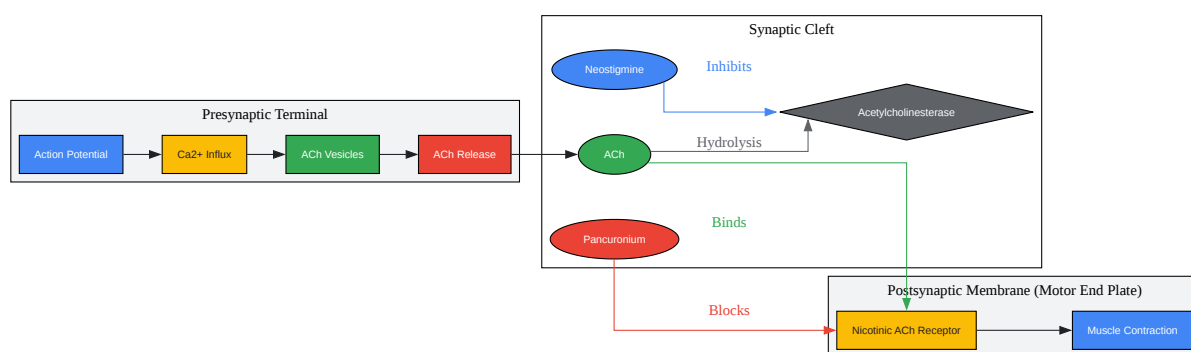 Synaptic Cleft
Neostigmine
Inhibits
Acetylcholinesterase
Presynaptic Terminal
Action Potential
Ca2+ Influx
ACh Vesicles
ACh Release
ACh
Hydrolysis
Pancuronium
Binds
Postsynaptic Membrane (Motor End Plate)
Blocks
Nicotinic ACh Receptor
Muscle Contraction